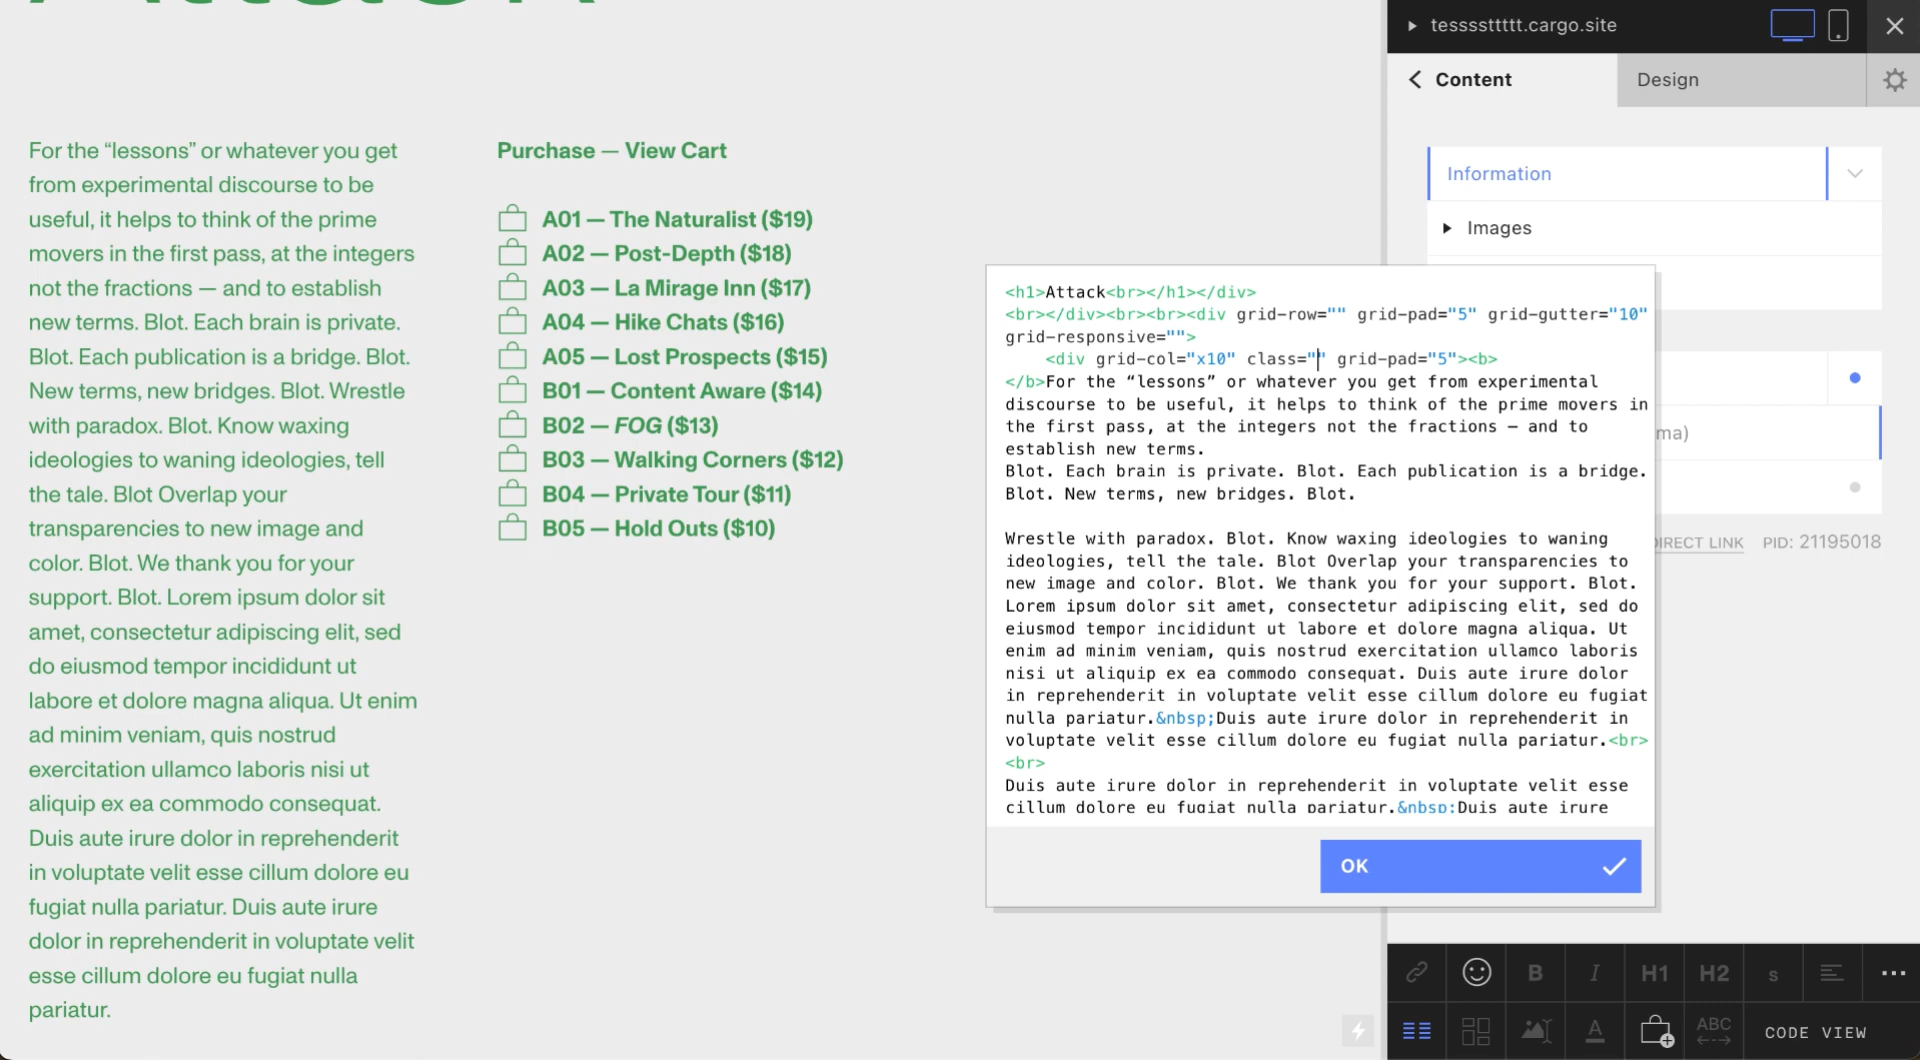 Attack
For the “lessons” or whatever you get
from experimental discourse to be
useful, it helps to think of the prime
movers in the first pass, at the integers
not the fractions — and to establish
new terms. Blot. Each brain is private.
Blot. Each publication is a bridge. Blot.
New terms, new bridges. Blot. Wrestle
with paradox. Blot. Know waxing
ideologies to waning ideologies, tell
the tale. Blot Overlap your
transparencies to new image and
color. Blot. We thank you for your
support. Blot. Lorem ipsum dolor sit
amet, consectetur adipiscing elit, sed
do eiusmod tempor incididunt ut
labore et dolore magna aliqua. Ut enim
ad minim veniam, quis nostrud
exercitation ullamco laboris nisi ut
aliquip ex ea commodo consequat.
Duis aute irure dolor in reprehenderit
in voluptate velit esse cillum dolore eu
fugiat nulla pariatur. Duis aute irure
dolor in reprehenderit in voluptate velit
esse cillum dolore eu fugiat nulla
pariatur.
Purchase — View Cart
A01 — The Naturalist ($19)
A02 — Post-Depth ($18)
A03 — La Mirage Inn ($17)
A04 — Hike Chats ($16)
A05 — Lost Prospects ($15)
B01 — Content Aware ($14)
B02 — FOG ($13)
B03 — Walking Corners ($12)
B04 — Private Tour ($11)
B05 — Hold Outs ($10)
<h1>Attack<br></h1></div>
<br></div><br><br><div grid-row="" grid-pad="5" grid-gutter="10"
grid-responsive="">
<div grid-col="x10" class="" grid-pad="5"><b>
</b>For the “lessons” or whatever you get from experimental
discourse to be useful, it helps to think of the prime movers in
the first pass, at the integers not the fractions — and to
establish new terms.
Blot. Each brain is private. Blot. Each publication is a bridge.
Blot. New terms, new bridges. Blot.
Wrestle with paradox. Blot. Know waxing ideologies to waning
ideologies, tell the tale. Blot Overlap your transparencies to
new image and color. Blot. We thank you for your support. Blot.
Lorem ipsum dolor sit amet, consectetur adipiscing elit, sed do
eiusmod tempor incididunt ut labore et dolore magna aliqua. Ut
enim ad minim veniam, quis nostrud exercitation ullamco laboris
nisi ut aliquip ex ea commodo consequat. Duis aute irure dolor
in reprehenderit in voluptate velit esse cillum dolore eu fugiat
nulla pariatur.&nbsp;Duis aute irure dolor in reprehenderit in
voluptate velit esse cillum dolore eu fugiat nulla pariatur.<br>
<br>
Duis aute irure dolor in reprehenderit in voluptate velit esse
cillum dolore eu fugiat nulla pariatur.&nbsp;Duis aute irure
OK
tessssttttt.cargo.site
Content
Design
Information
Images
ma)
DIRECT LINK PID: 21195018
B I H1 H2 s
A ABC CODE VIEW